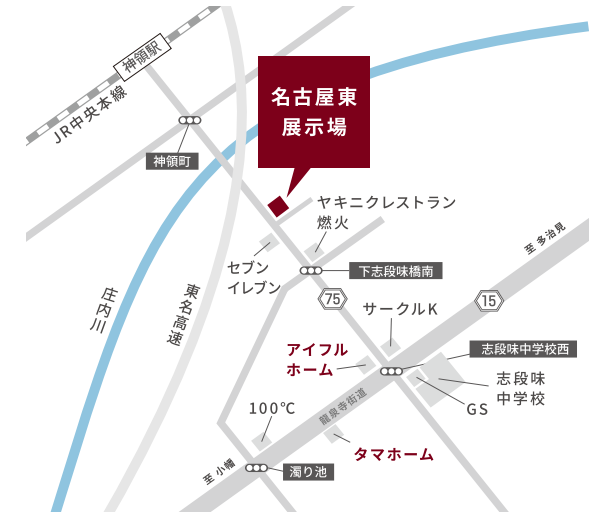 神領駅
JR中央本線
名古屋東
展示場
神領町
ヤキニクレストラン
燃火
至 多治見
セブン
イレブン
下志段味橋南
庄内川
東名高速
75
15
サークルK
アイフル
ホーム
志段味中学校西
志段味
中学校
GS
龍泉寺街道
100℃
タマホーム
至 小幡
濁り池